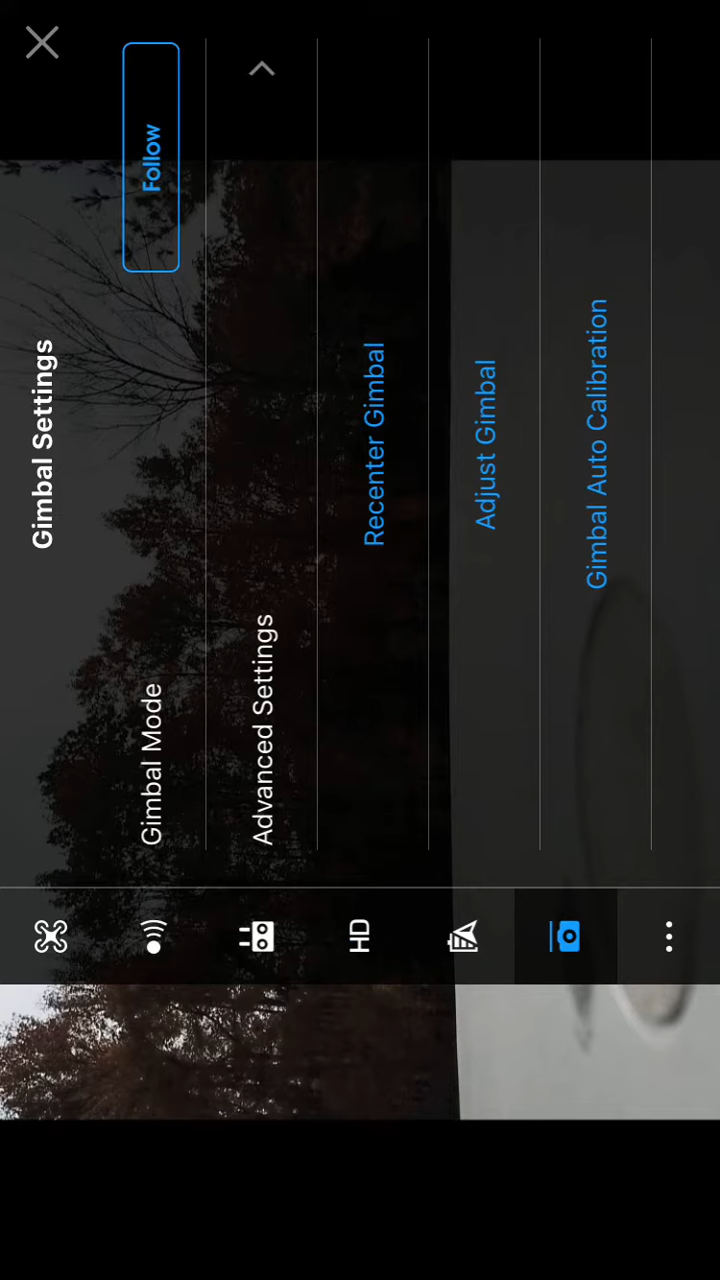 Gimbal Settings
Gimbal Mode
Follow
Advanced Settings
Recenter Gimbal
Adjust Gimbal
Gimbal Auto Calibration
HD